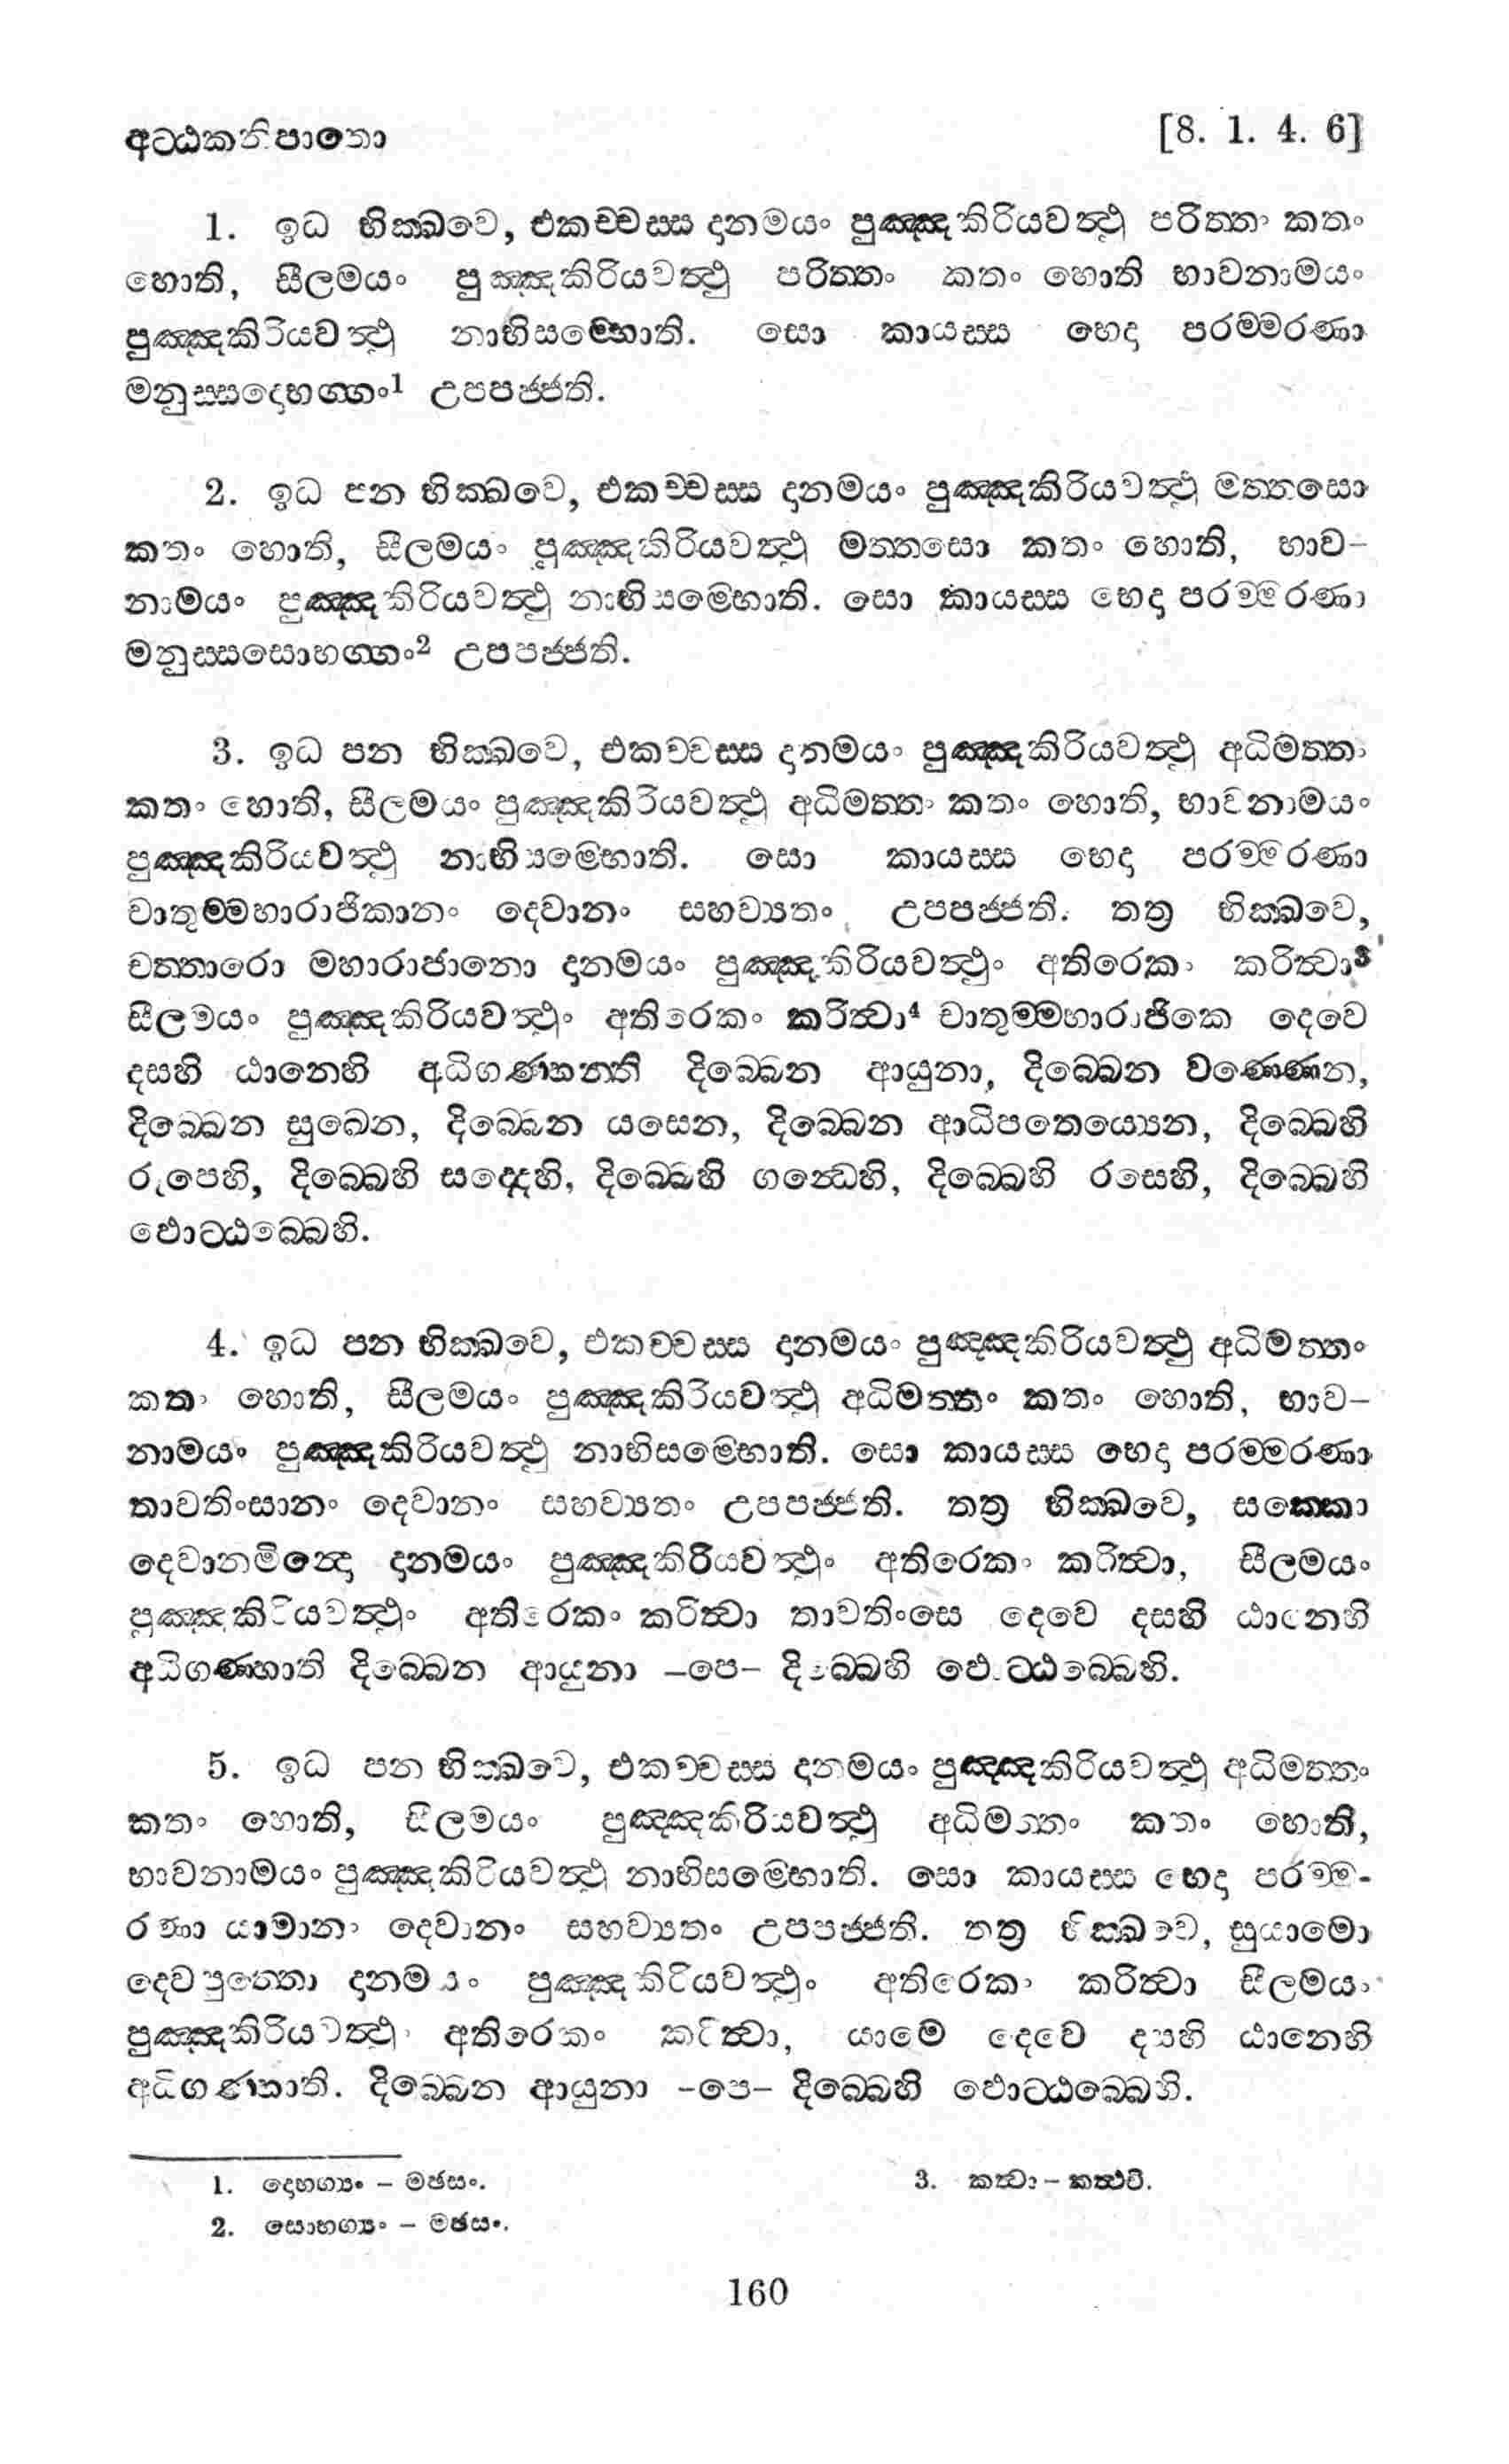 අට්ඨකනිපාතො
[8. 1. 4. 6]
1. ඉධ භික්ඛවෙ, එකච්චස්ස දානමයං පුඤ්ඤකිරියවත්ථු පරිත්තං කතං
හොති, සීලමයං පුඤ්ඤකිරියවත්ථු පරිත්තං කතං හොති භාවනාමයං
පුඤ්ඤකිරියවත්ථු නාභිසම්භොති. සො කායස්ස භෙදා පරම්මරණා
මනුස්සදොභග්ගං1 උපපජ්ජති.
2. ඉධ පන භික්ඛවෙ, එකච්චස්ස දානමයං පුඤ්ඤකිරියවත්ථු මත්තසො
කතං හොති, සීලමයං පුඤ්ඤකිරියවත්ථු මත්තසො කතං හොති, භාව-
නාමයං පුඤ්ඤකිරියවත්ථු නාභිසම්භොති. සො කායස්ස භෙදා පරම්මරණා
මනුස්සසොභග්ගං2 උපපජ්ජති.
3. ඉධ පන භික්ඛවෙ, එකච්චස්ස දානමයං පුඤ්ඤකිරියවත්ථු අධිමත්තං
කතං හොති, සීලමයං පුඤ්ඤකිරියවත්ථු අධිමත්තං කතං හොති, භාවනාමයං
පුඤ්ඤකිරියවත්ථු නාභිසම්භොති. සො කායස්ස භෙදා පරම්මරණා
චාතුම්මහාරාජිකානං දෙවානං සහව්‍යතං උපපජ්ජති. තත්‍ර භික්ඛවෙ,
චත්තාරො මහාරාජානො දානමයං පුඤ්ඤකිරියවත්ථුං අතිරෙකං කරිත්වා3
සීලමයං පුඤ්ඤකිරියවත්ථුං අතිරෙකං කරිත්වා4 චාතුම්මහාරාජිකෙ දෙවෙ
දසහි ඨානෙහි අධිගණ්හන්ති දිබ්බෙන ආයුනා, දිබ්බෙන වණ්ණෙන,
දිබ්බෙන සුඛෙන, දිබ්බෙන යසෙන, දිබ්බෙන ආධිපතෙය්‍යෙන, දිබ්බෙහි
රූපෙහි, දිබ්බෙහි සද්දෙහි, දිබ්බෙහි ගන්ධෙහි, දිබ්බෙහි රසෙහි, දිබ්බෙහි
ඵොට්ඨබ්බෙහි.
4. ඉධ පන භික්ඛවෙ, එකච්චස්ස දානමයං පුඤ්ඤකිරියවත්ථු අධිමත්තං
කතං හොති, සීලමයං පුඤ්ඤකිරියවත්ථු අධිමත්තං කතං හොති, භාව-
නාමයං පුඤ්ඤකිරියවත්ථු නාභිසම්භොති. සො කායස්ස භෙදා පරම්මරණා
තාවතිංසානං දෙවානං සහව්‍යතං උපපජ්ජති. තත්‍ර භික්ඛවෙ, සක්කො
දෙවානමින්දො දානමයං පුඤ්ඤකිරියවත්ථුං අතිරෙකං කරිත්වා, සීලමයං
පුඤ්ඤකිරියවත්ථුං අතිරෙකං කරිත්වා තාවතිංසෙ දෙවෙ දසහි ඨානෙහි
අධිගණ්හාති දිබ්බෙන ආයුනා –පෙ– දිබ්බෙහි ඵොට්ඨබ්බෙහි.
5. ඉධ පන භික්ඛවෙ, එකච්චස්ස දානමයං පුඤ්ඤකිරියවත්ථු අධිමත්තං
කතං හොති, සීලමයං පුඤ්ඤකිරියවත්ථු අධිමත්තං කතං හොති,
භාවනාමයං පුඤ්ඤකිරියවත්ථු නාභිසම්භොති. සො කායස්ස භෙදා පරම්ම-
රණා යාමානං දෙවානං සහව්‍යතං උපපජ්ජති. තත්‍ර භික්ඛවෙ, සුයාමො
දෙවපුත්තො දානමයං පුඤ්ඤකිරියවත්ථුං අතිරෙකං කරිත්වා සීලමයං
පුඤ්ඤකිරියවත්ථුං අතිරෙකං කරිත්වා, යාමෙ දෙවෙ දසහි ඨානෙහි
අධිගණ්හාති. දිබ්බෙන ආයුනා –පෙ– දිබ්බෙහි ඵොට්ඨබ්බෙහි.
1. දොභග්‍යං – මඡසං.
3. කත්වා – කත්ථචි.
2. සොභග්‍යං – මඡසං.
160